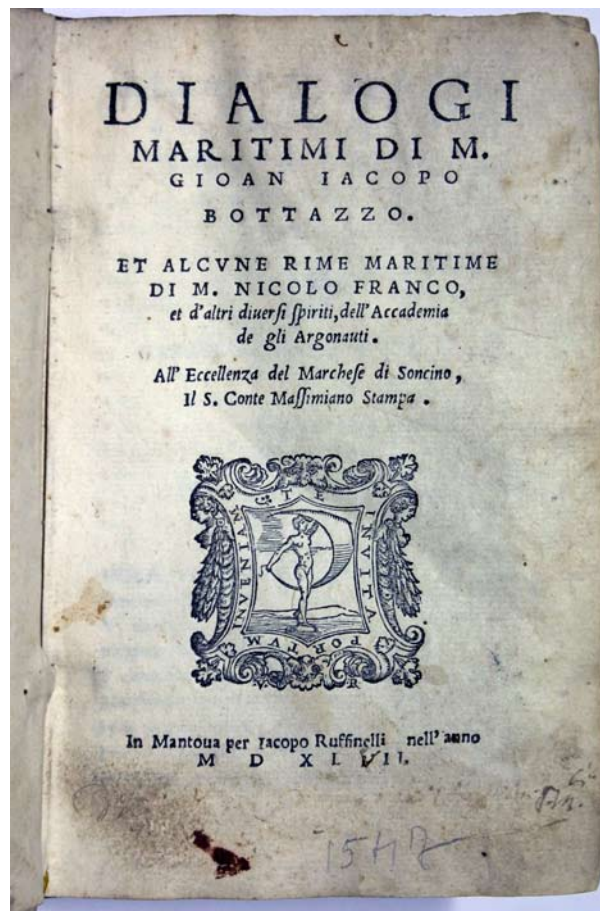 DIALOGI
MARITIMI DI M.
GIOAN IACOPO
BOTTAZZO.
ET ALCVNE RIME MARITIME
DI M. NICOLO FRANCO,
et d'altri diuersi ſpiriti, dell'Accademia
de gli Argonauti.
All' Eccellenza del Marcheſe di Soncino,
Il S. Conte Maſſimiano Stampa.
TE INVITA PORTVM INVENIAM
V R
In Mantoua per Iacopo Ruffinelli nell' anno
M D XLVII.
1547